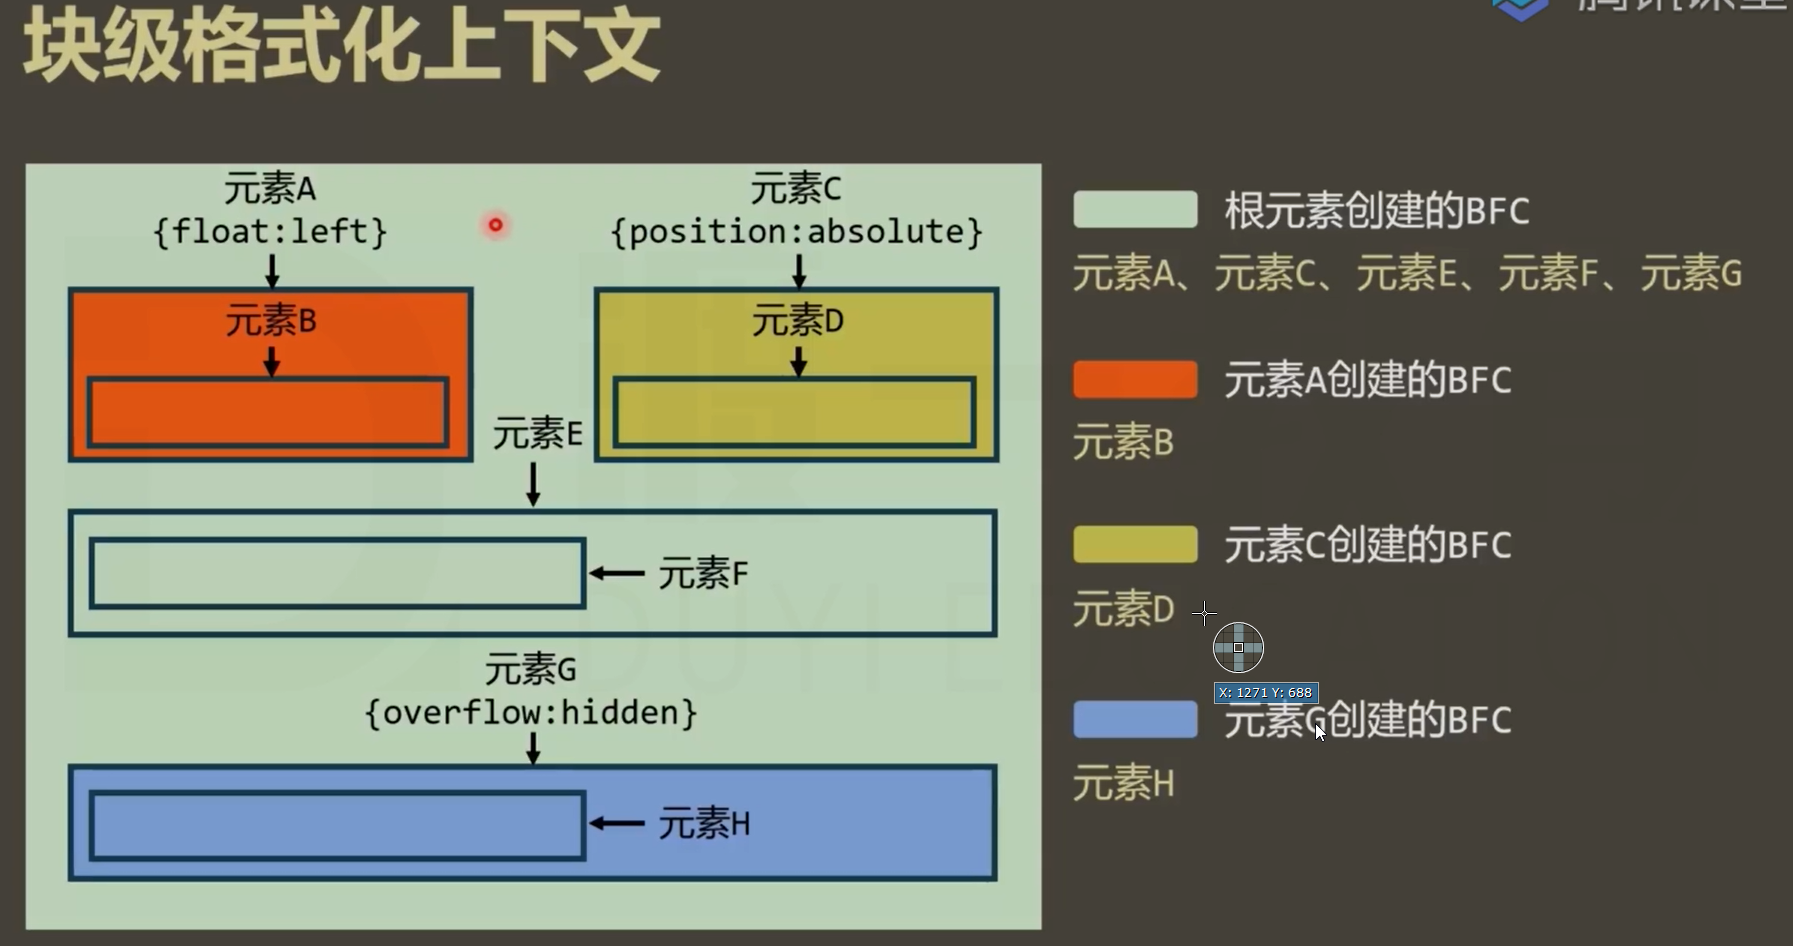 块级格式化上下文
腾讯课堂
元素A
{float:left}
元素C
{position:absolute}
元素B
元素D
元素E
元素F
元素G
{overflow:hidden}
元素H
根元素创建的BFC
元素A、元素C、元素E、元素F、元素G
元素A创建的BFC
元素B
元素C创建的BFC
元素D
X: 1271 Y: 688
元素G创建的BFC
元素H